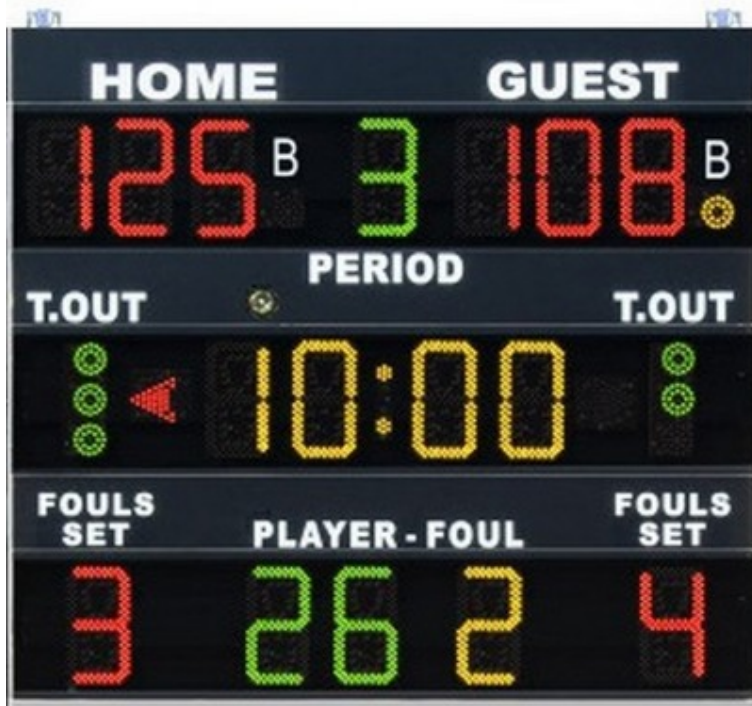 HOME GUEST
125 B 3 108 B
PERIOD
T.OUT T.OUT
10:00
FOULS SET PLAYER - FOUL FOULS SET
3 26 2 4